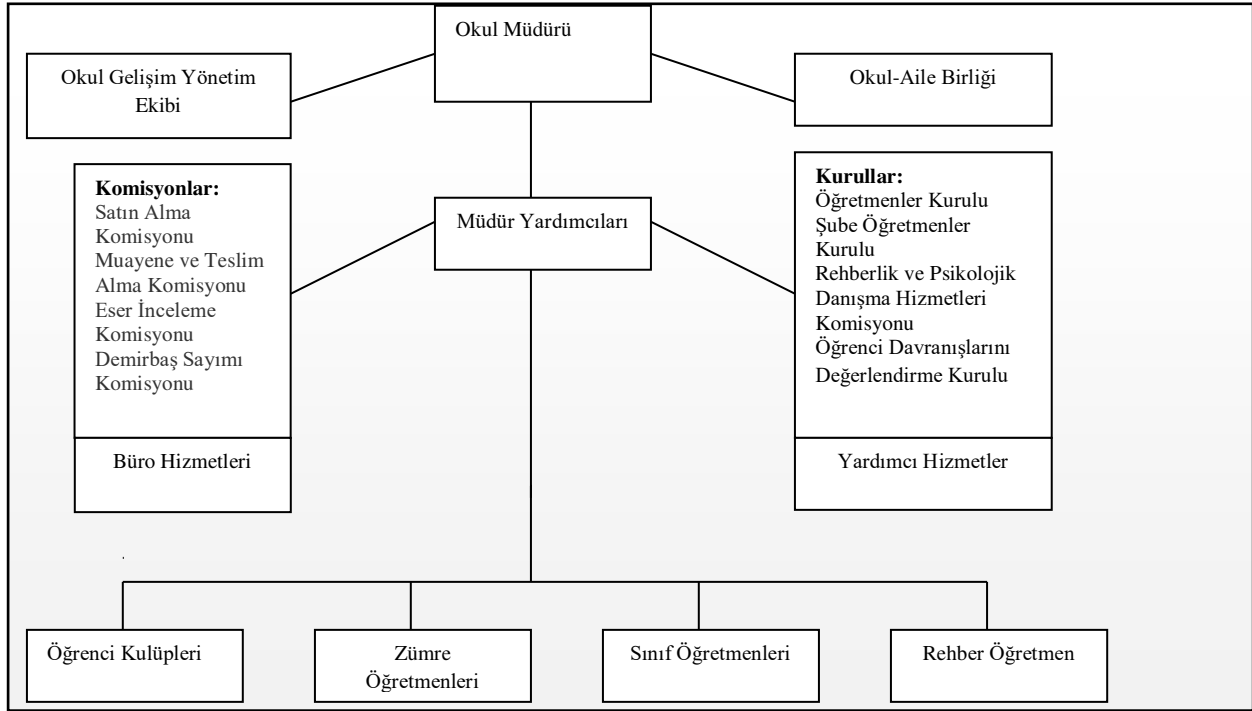 Okul Müdürü
Okul Gelişim Yönetim
Ekibi
Okul-Aile Birliği
Komisyonlar:
Satın Alma
Komisyonu
Muayene ve Teslim
Alma Komisyonu
Eser İnceleme
Komisyonu
Demirbaş Sayımı
Komisyonu
Müdür Yardımcıları
Kurullar:
Öğretmenler Kurulu
Şube Öğretmenler
Kurulu
Rehberlik ve Psikolojik
Danışma Hizmetleri
Komisyonu
Öğrenci Davranışlarını
Değerlendirme Kurulu
Büro Hizmetleri
Yardımcı Hizmetler
Öğrenci Kulüpleri
Zümre
Öğretmenleri
Sınıf Öğretmenleri
Rehber Öğretmen